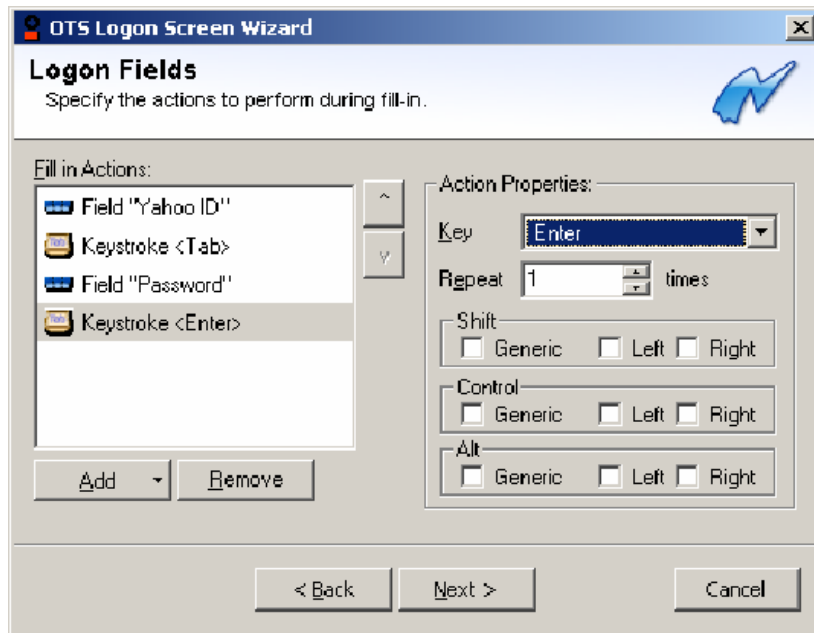 OTS Logon Screen Wizard
Logon Fields
Specify the actions to perform during fill-in.
Fill in Actions:
Field "Yahoo ID"
Keystroke <Tab>
Field "Password"
Keystroke <Enter>
Add
Remove
Action Properties:
Key Enter
Repeat 1 times
Shift
Generic Left Right
Control
Generic Left Right
Alt
Generic Left Right
< Back Next > Cancel